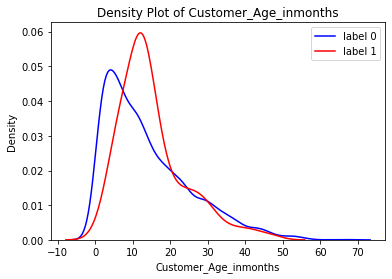 Density Plot of Customer_Age_inmonths
label 0
label 1
Density
0.06
0.05
0.04
0.03
0.02
0.01
0.00
−10 0 10 20 30 40 50 60 70
Customer_Age_inmonths